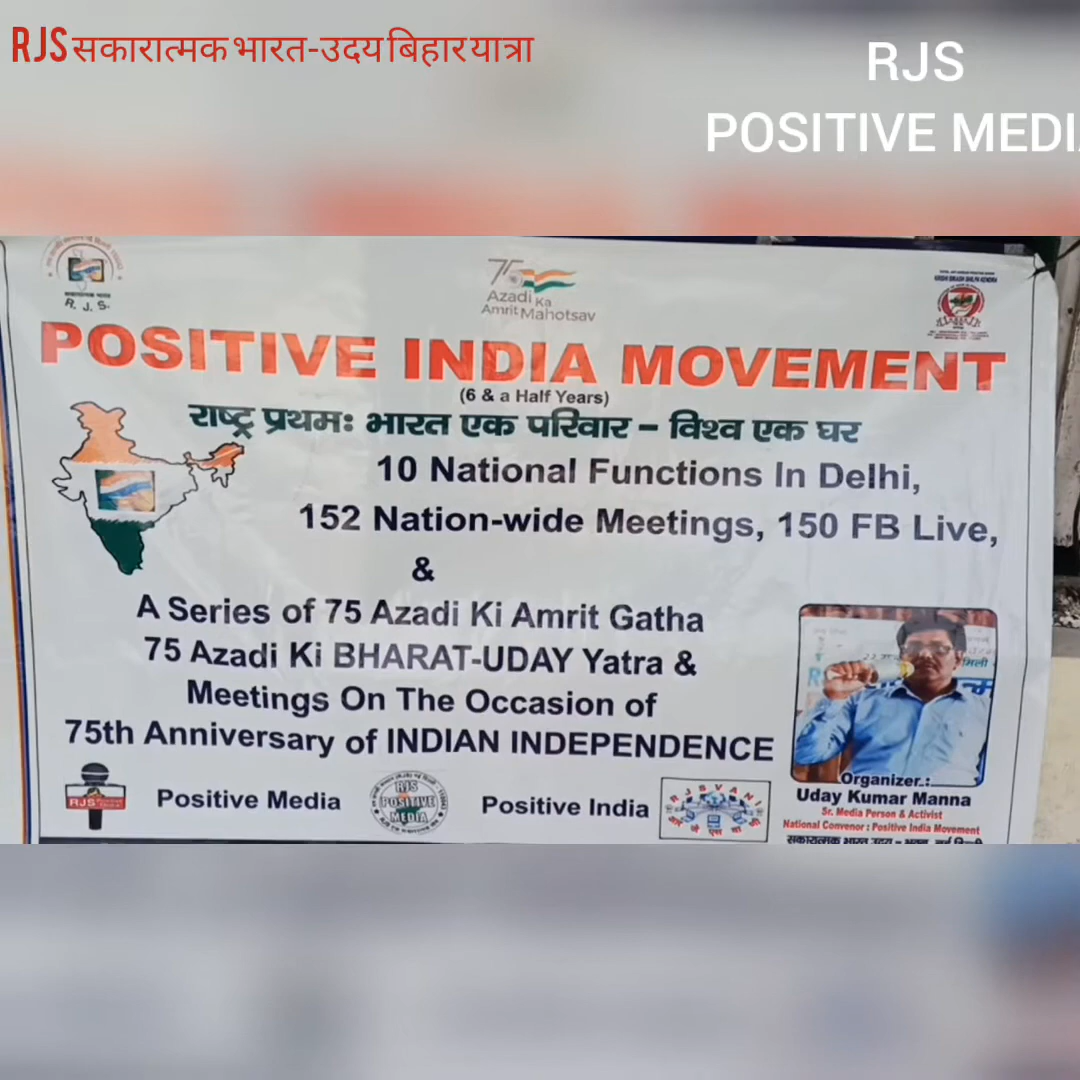 RJS सकारात्मक भारत-उदय बिहार यात्रा
RJS
POSITIVE MEDI
R. J. S.
75
Azadi Ka
Amrit Mahotsav
POSITIVE INDIA MOVEMENT
(6 & a Half Years)
राष्ट्र प्रथमः भारत एक परिवार – विश्व एक घर
10 National Functions In Delhi,
152 Nation-wide Meetings, 150 FB Live,
&
A Series of 75 Azadi Ki Amrit Gatha
75 Azadi Ki BHARAT-UDAY Yatra &
Meetings On The Occasion of
75th Anniversary of INDIAN INDEPENDENCE
Organizer.:
Uday Kumar Manna
Sr. Media Person & Activist
National Convenor : Positive India Movement
RJS
Positive Media
RJS
POSITIVE
MEDIA
Positive India
RJSVANI